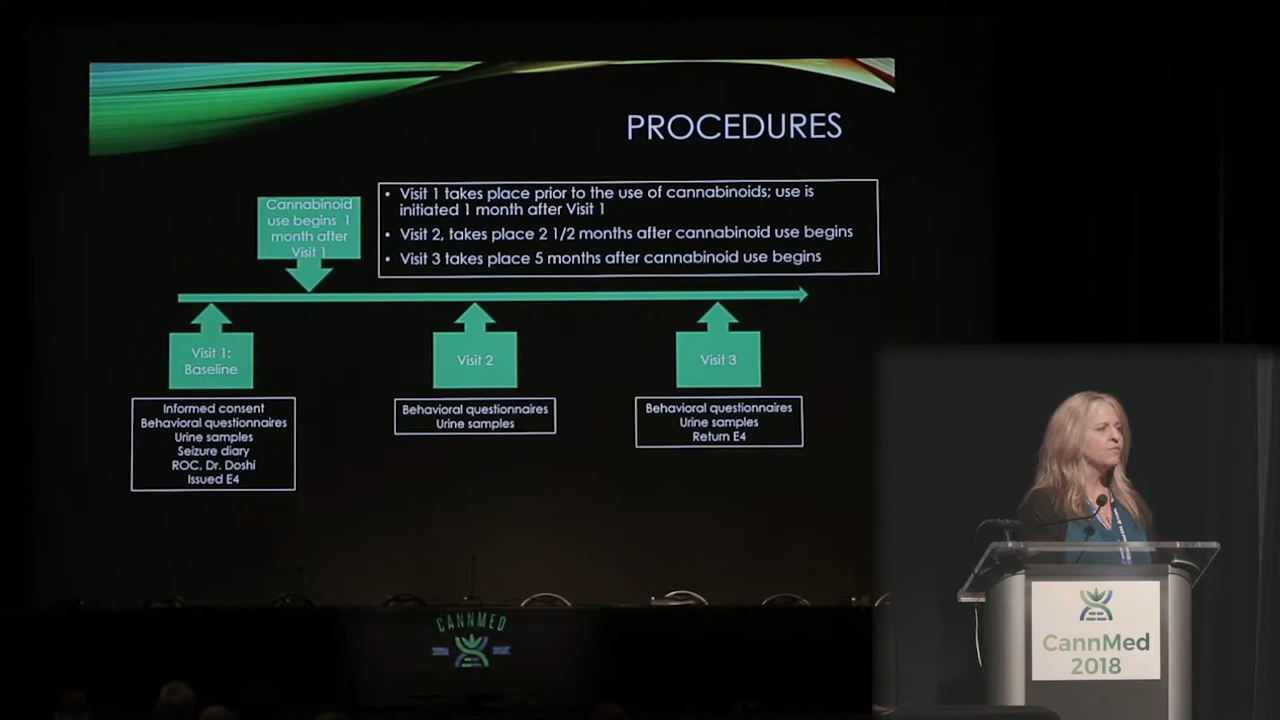 PROCEDURES
Cannabinoid
use begins 1
month after
Visit 1
• Visit 1 takes place prior to the use of cannabinoids; use is
initiated 1 month after Visit 1
• Visit 2, takes place 2 1/2 months after cannabinoid use begins
• Visit 3 takes place 5 months after cannabinoid use begins
Visit 1:
Baseline
Visit 2
Visit 3
Informed consent
Behavioral questionnaires
Urine samples
Seizure diary
ROC, Dr. Doshi
Issued E4
Behavioral questionnaires
Urine samples
Behavioral questionnaires
Urine samples
Return E4
CANNMED
CannMed
2018